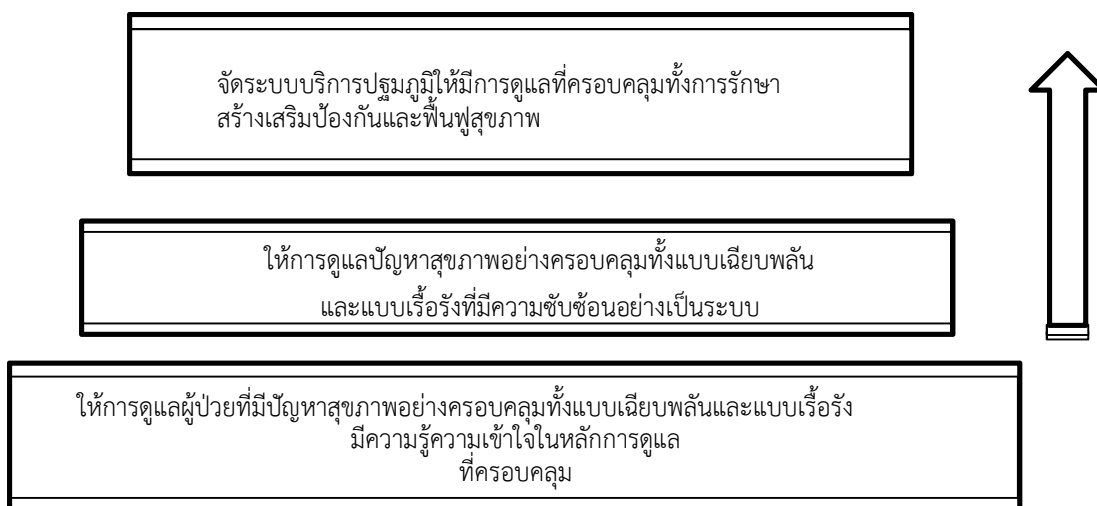 จัดระบบบริการปฐมภูมิให้มีการดูแลที่ครอบคลุมทั้งการรักษา
สร้างเสริมป้องกันและฟื้นฟูสุขภาพ
ให้การดูแลปัญหาสุขภาพอย่างครอบคลุมทั้งแบบเฉียบพลัน
และแบบเรื้อรังที่มีความซับซ้อนอย่างเป็นระบบ
ให้การดูแลผู้ป่วยที่มีปัญหาสุขภาพอย่างครอบคลุมทั้งแบบเฉียบพลันและแบบเรื้อรัง
มีความรู้ความเข้าใจในหลักการดูแล
ที่ครอบคลุม